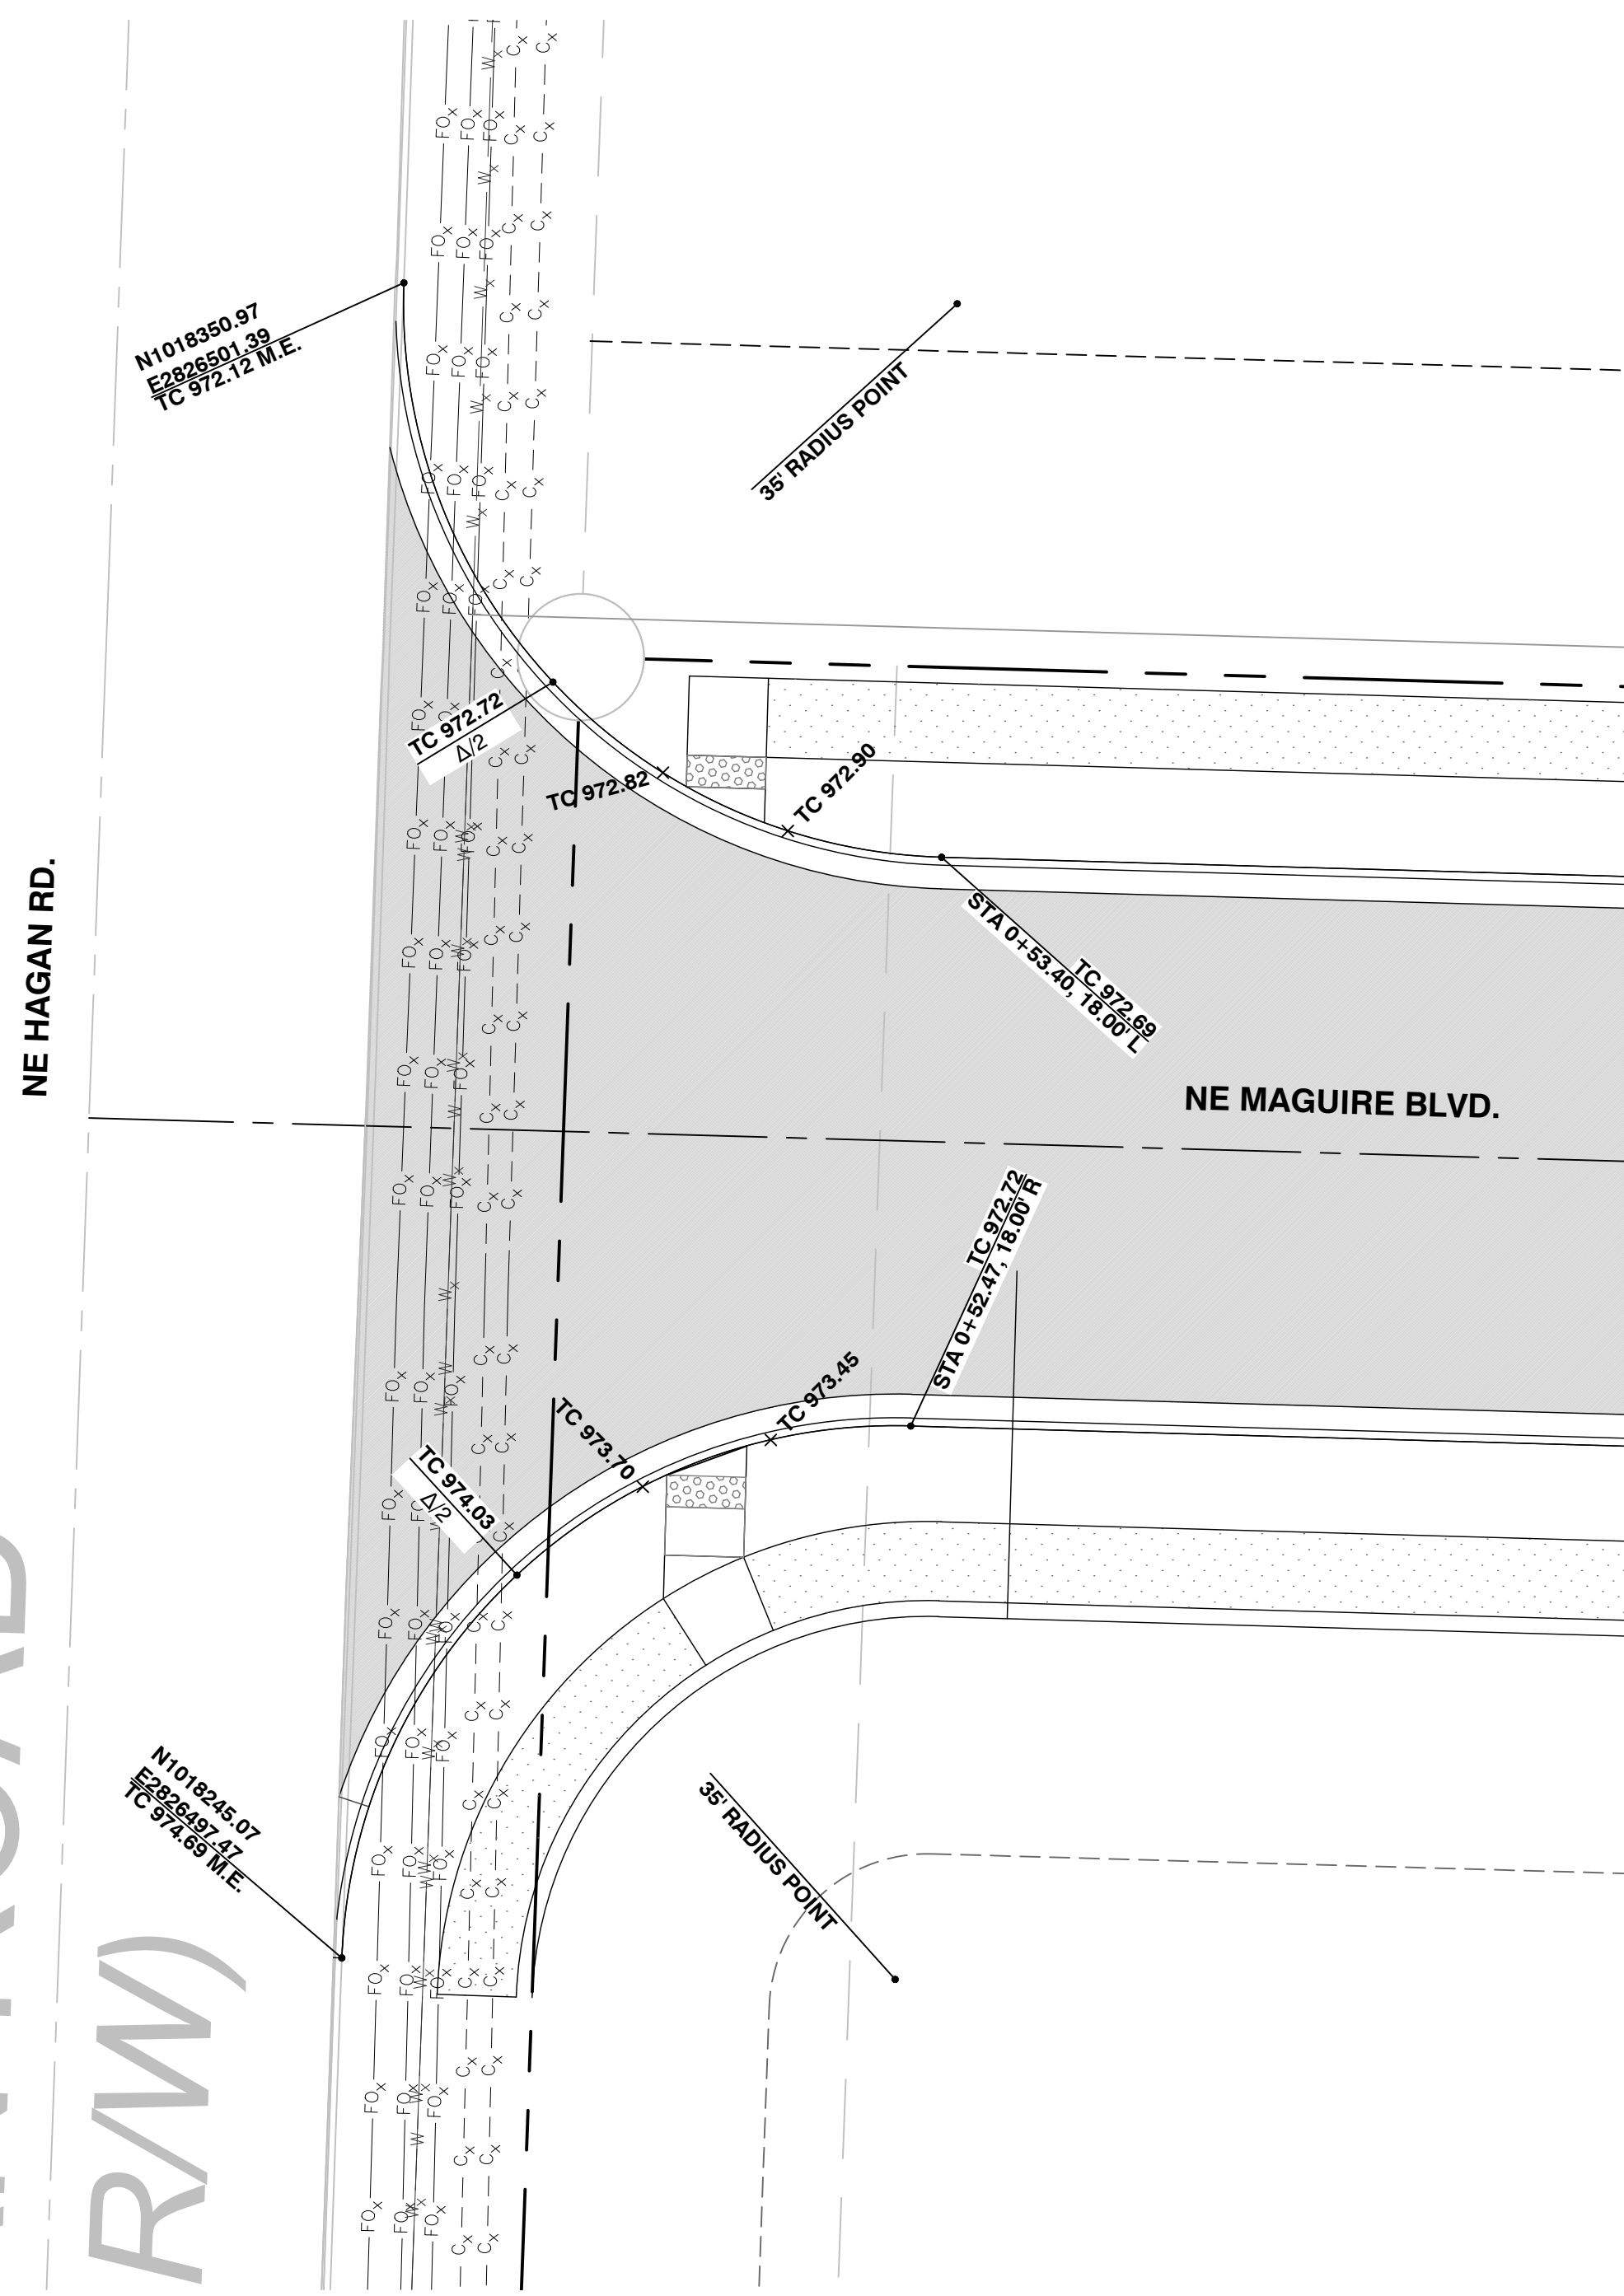 N1018350.97
E2826501.39
TC 972.12 M.E.
35' RADIUS POINT
TC 972.72
Δ/2
TC 972.82
TC 972.90
TC 972.69
STA 0+53.40, 18.00' L
NE HAGAN RD.
NE MAGUIRE BLVD.
TC 972.72
STA 0+52.47, 18.00' R
TC 973.45
TC 973.70
TC 974.03
Δ/2
N1018245.07
E2826497.47
TC 974.69 M.E.
35' RADIUS POINT
R/W)
FOx
Wx
Cx